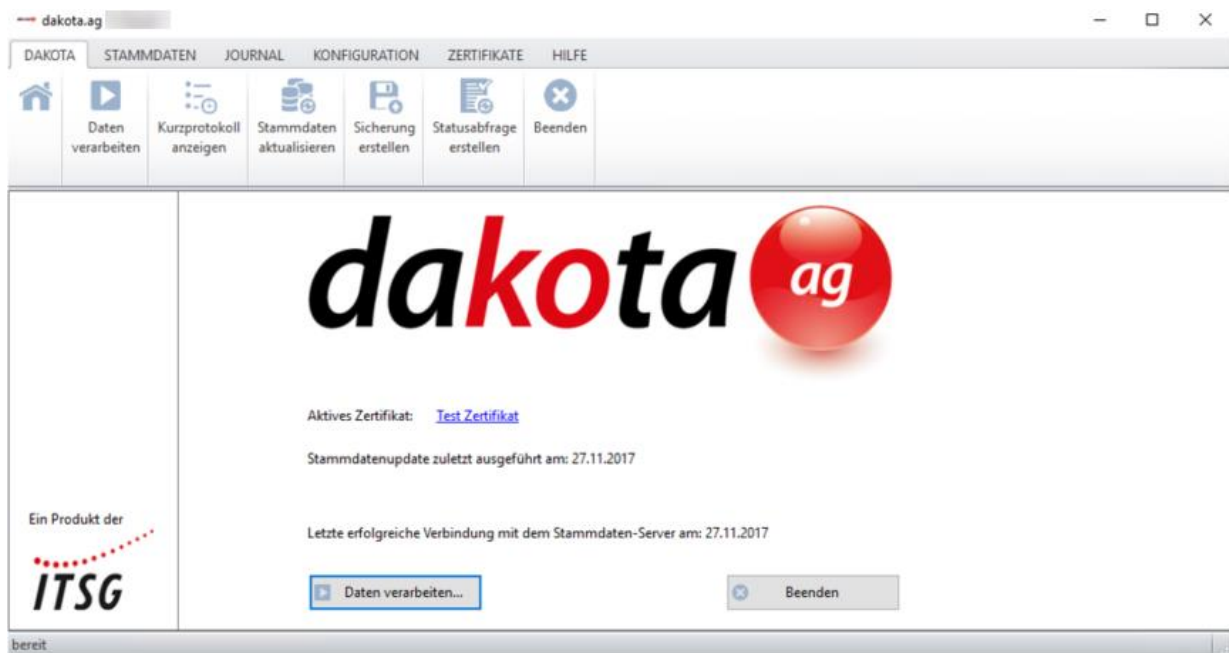 dakota.ag
DAKOTA STAMMDATEN JOURNAL KONFIGURATION ZERTIFIKATE HILFE
Daten verarbeiten
Kurzprotokoll anzeigen
Stammdaten aktualisieren
Sicherung erstellen
Statusabfrage erstellen
Beenden
dakota ag
Aktives Zertifikat: Test Zertifikat
Stammdatenupdate zuletzt ausgeführt am: 27.11.2017
Letzte erfolgreiche Verbindung mit dem Stammdaten-Server am: 27.11.2017
Ein Produkt der
ITSG
Daten verarbeiten...
Beenden
bereit